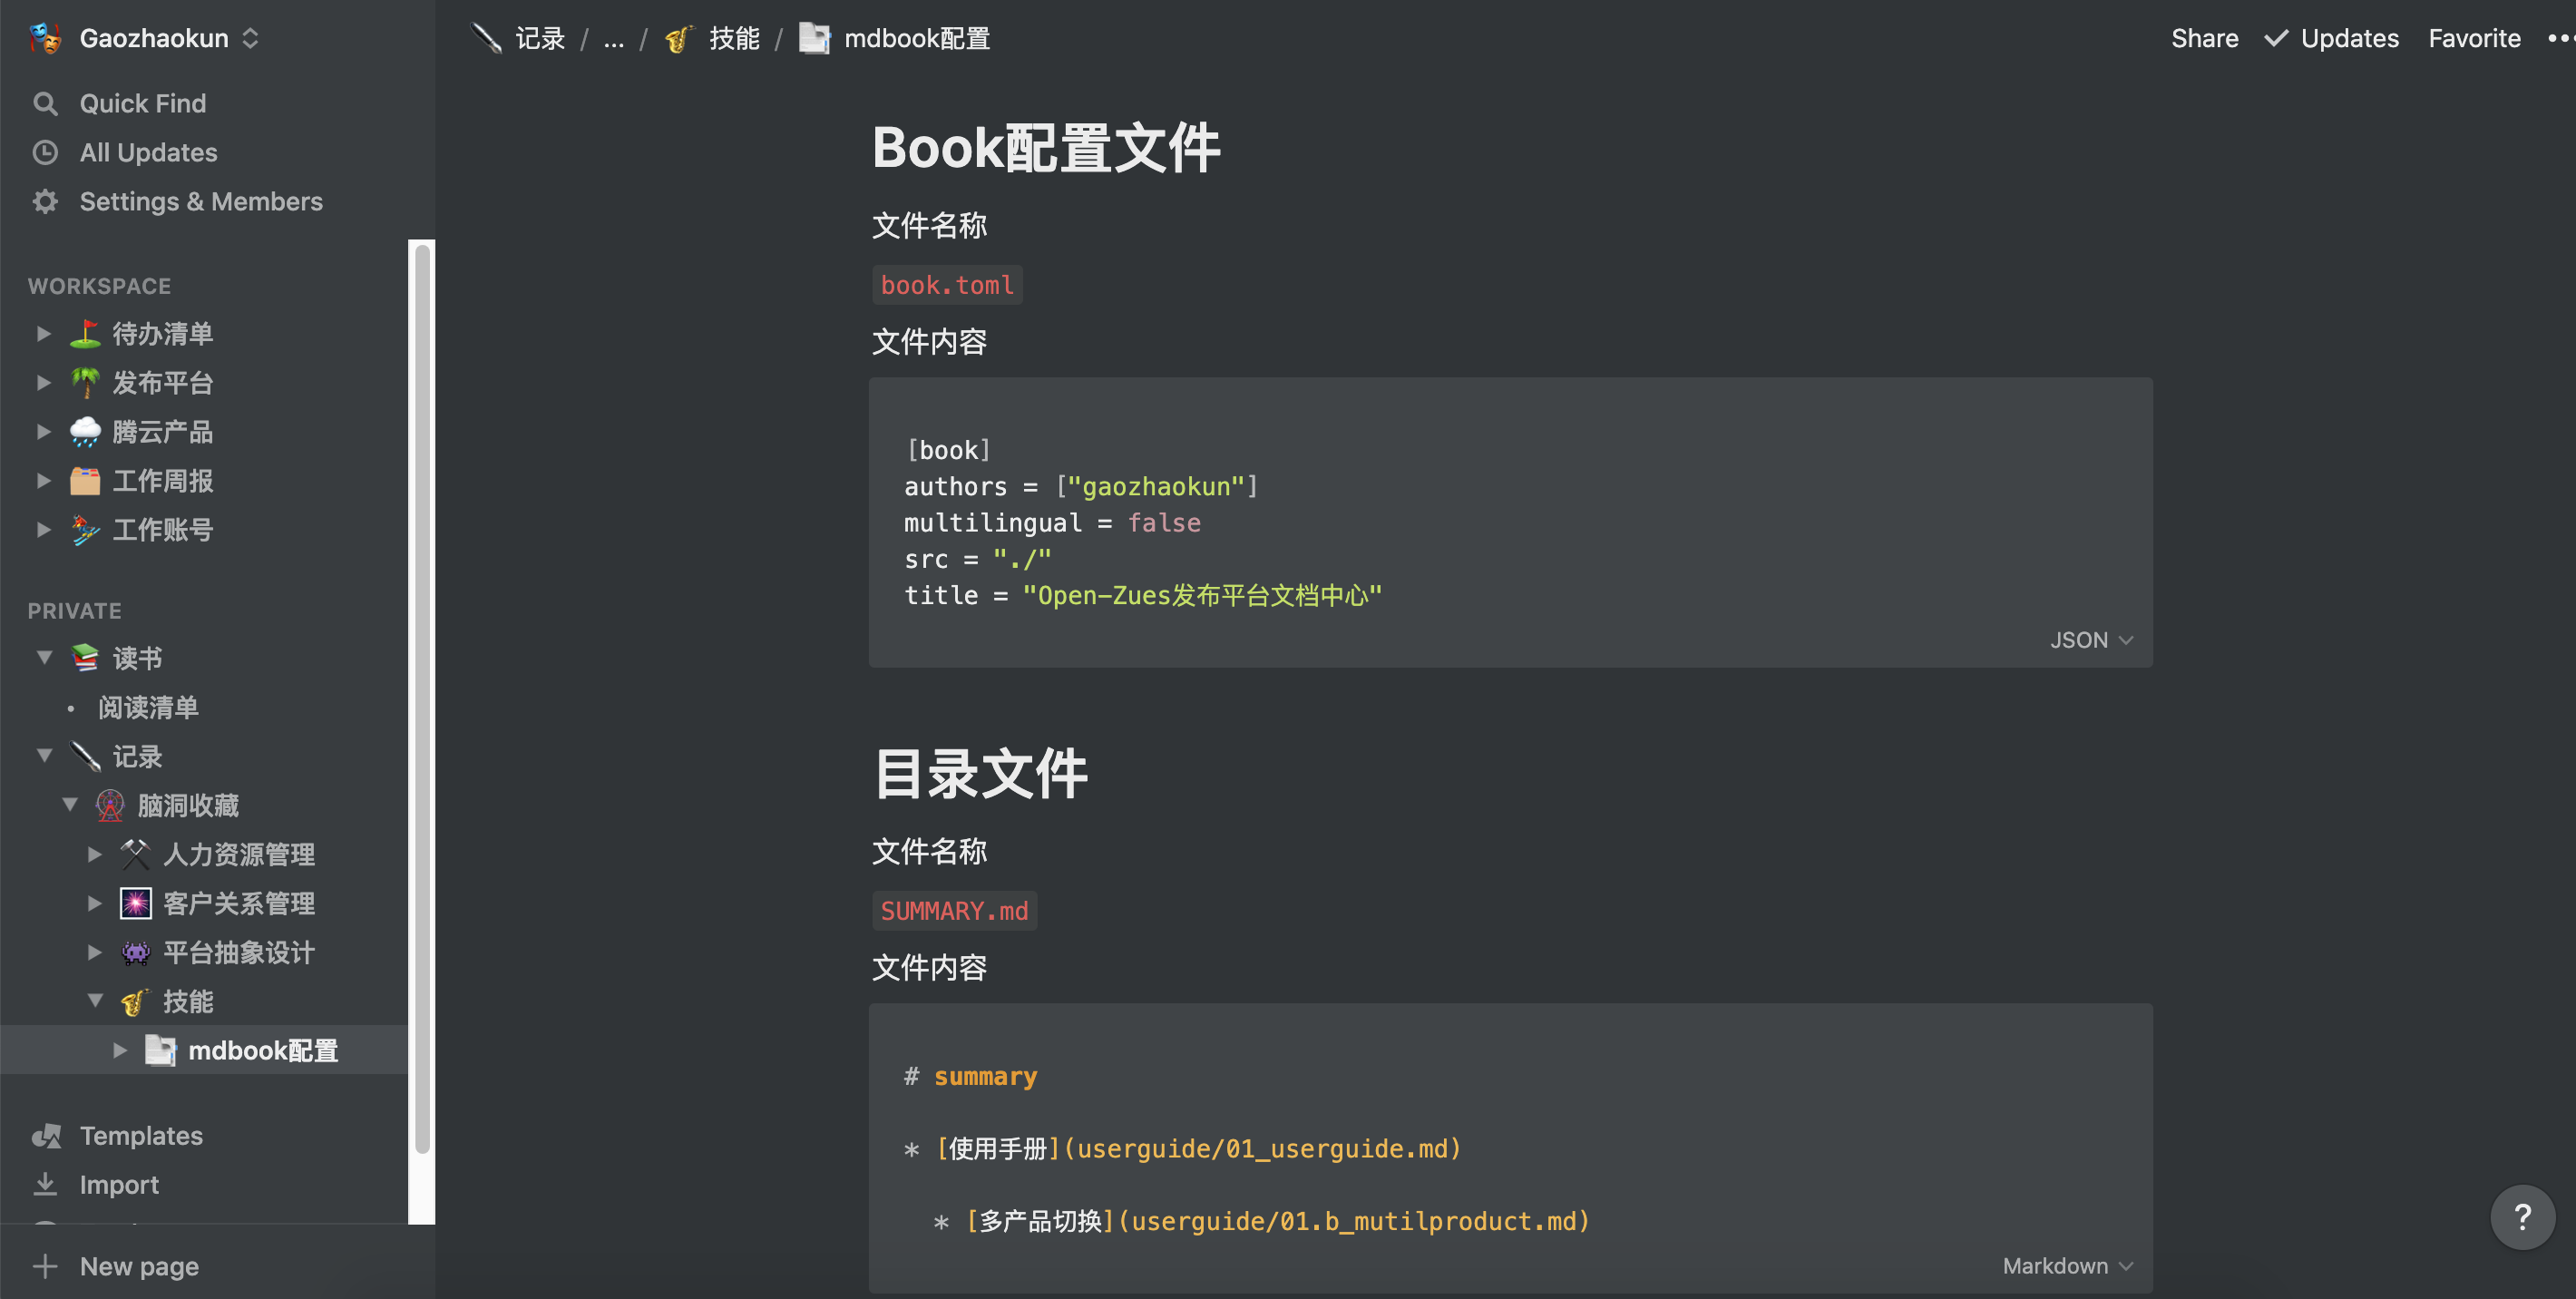 Gaozhaokun
Quick Find
All Updates
Settings & Members
WORKSPACE
待办清单
发布平台
腾云产品
工作周报
工作账号
PRIVATE
读书
阅读清单
记录
脑洞收藏
人力资源管理
客户关系管理
平台抽象设计
技能
mdbook配置
Templates
Import
New page
记录 / ... / 技能 / mdbook配置
Share Updates Favorite
Book配置文件
文件名称
book.toml
文件内容
[book]
authors = ["gaozhaokun"]
multilingual = false
src = "./"
title = "Open-Zues发布平台文档中心"
JSON
目录文件
文件名称
SUMMARY.md
文件内容
# summary
* [使用手册](userguide/01_userguide.md)
* [多产品切换](userguide/01.b_mutilproduct.md)
Markdown
?